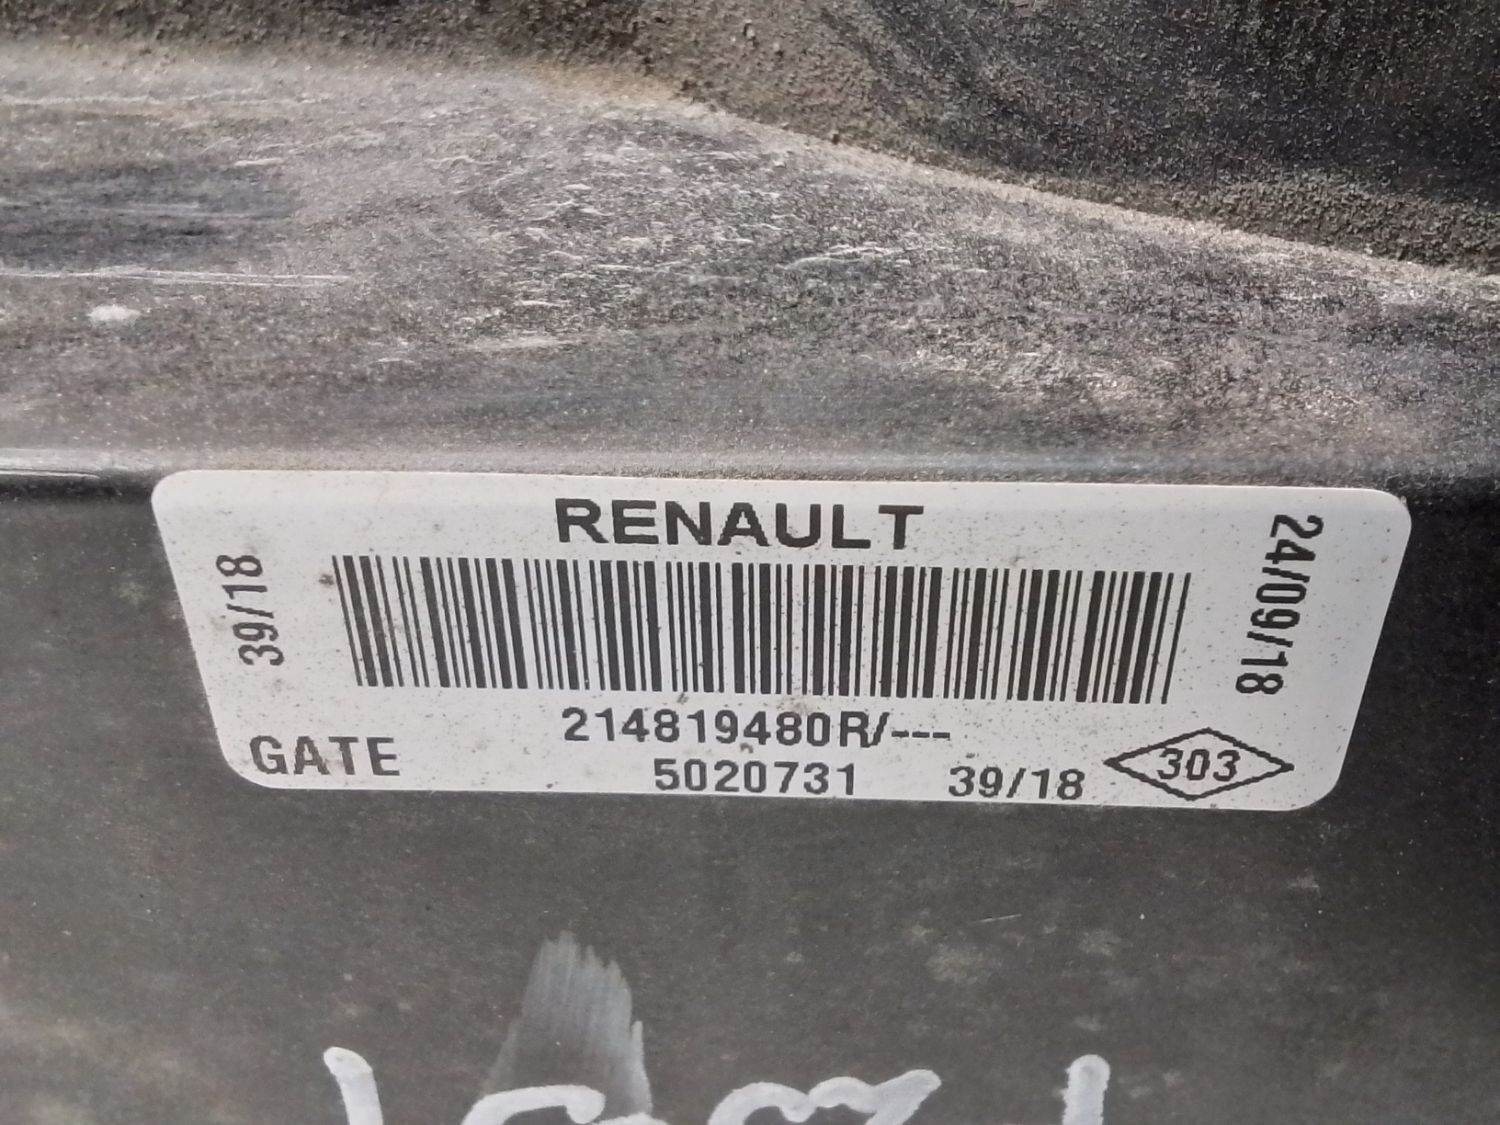 RENAULT
39/18
24/09/18
214819480R/---
GATE
5020731 39/18
303